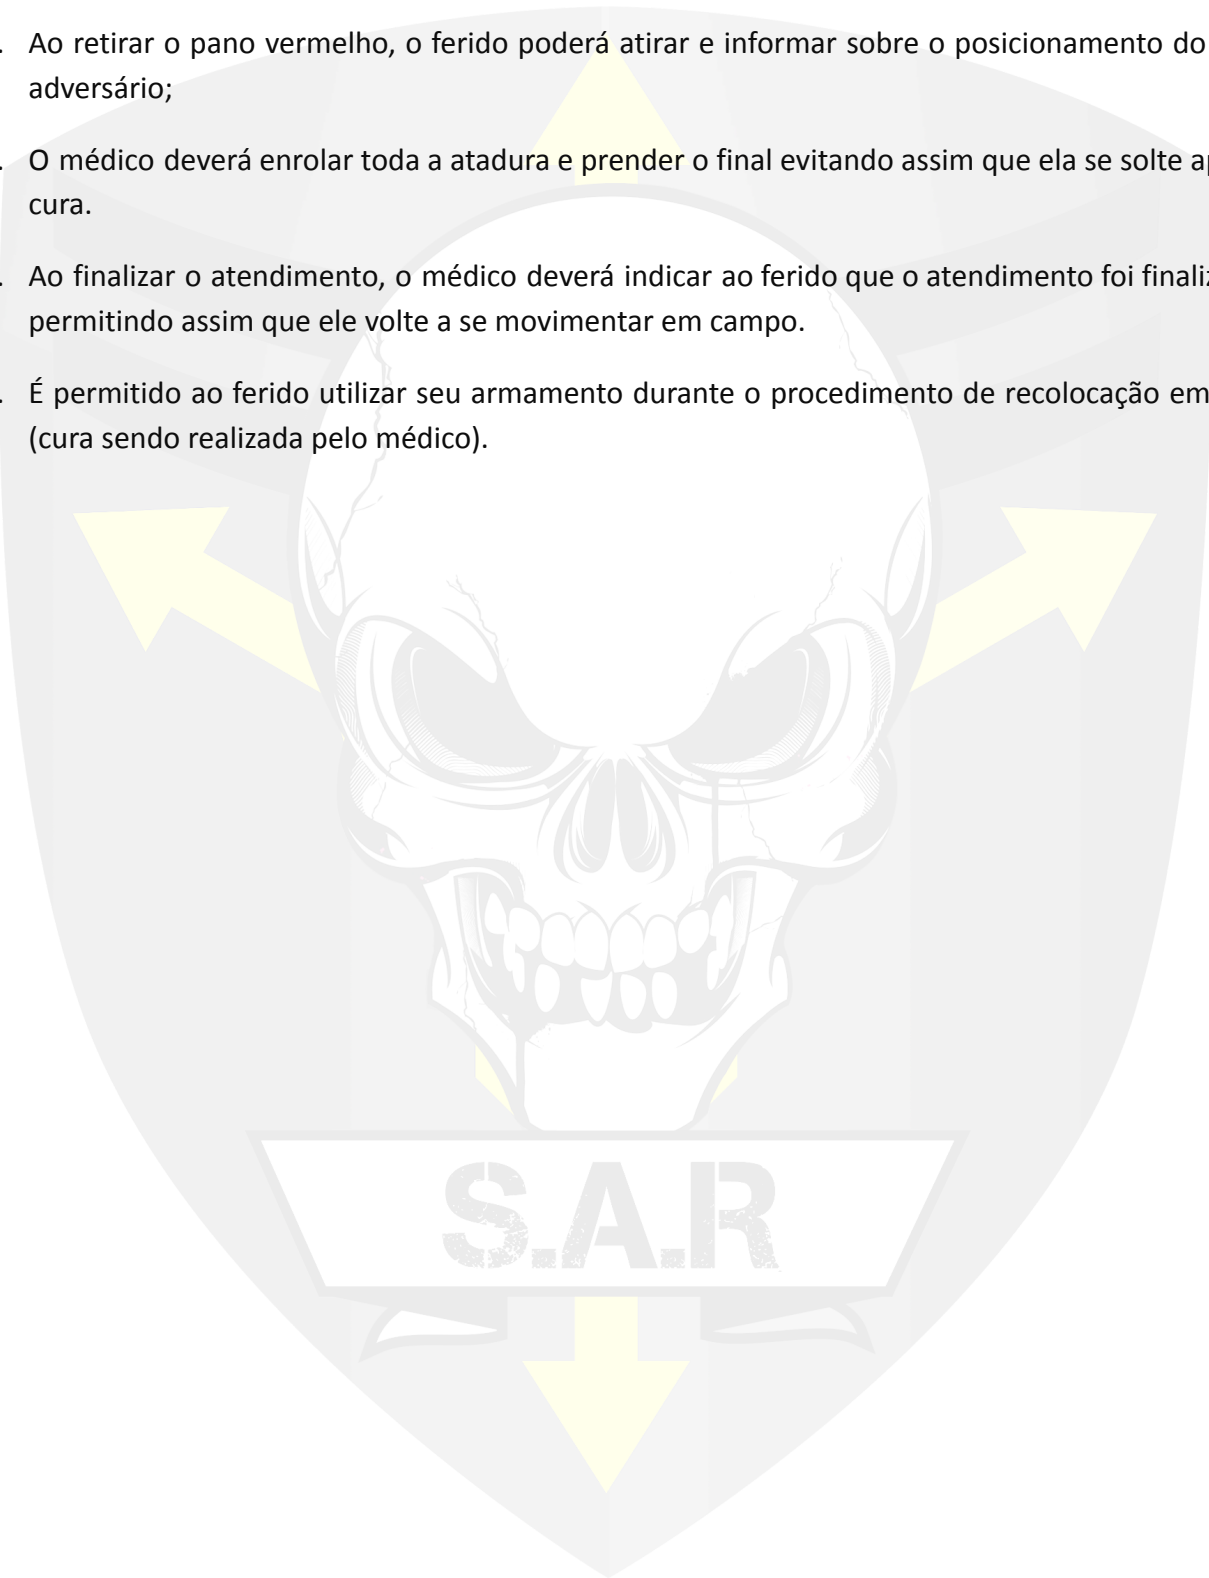 . Ao retirar o pano vermelho, o ferido poderá atirar e informar sobre o posicionamento do
adversário;
. O médico deverá enrolar toda a atadura e prender o final evitando assim que ela se solte
cura.
. Ao finalizar o atendimento, o médico deverá indicar ao ferido que o atendimento foi
permitindo assim que ele volte a se movimentar em campo.
. É permitido ao ferido utilizar seu armamento durante o procedimento de recolocação em
(cura sendo realizada pelo médico).
S.A.R